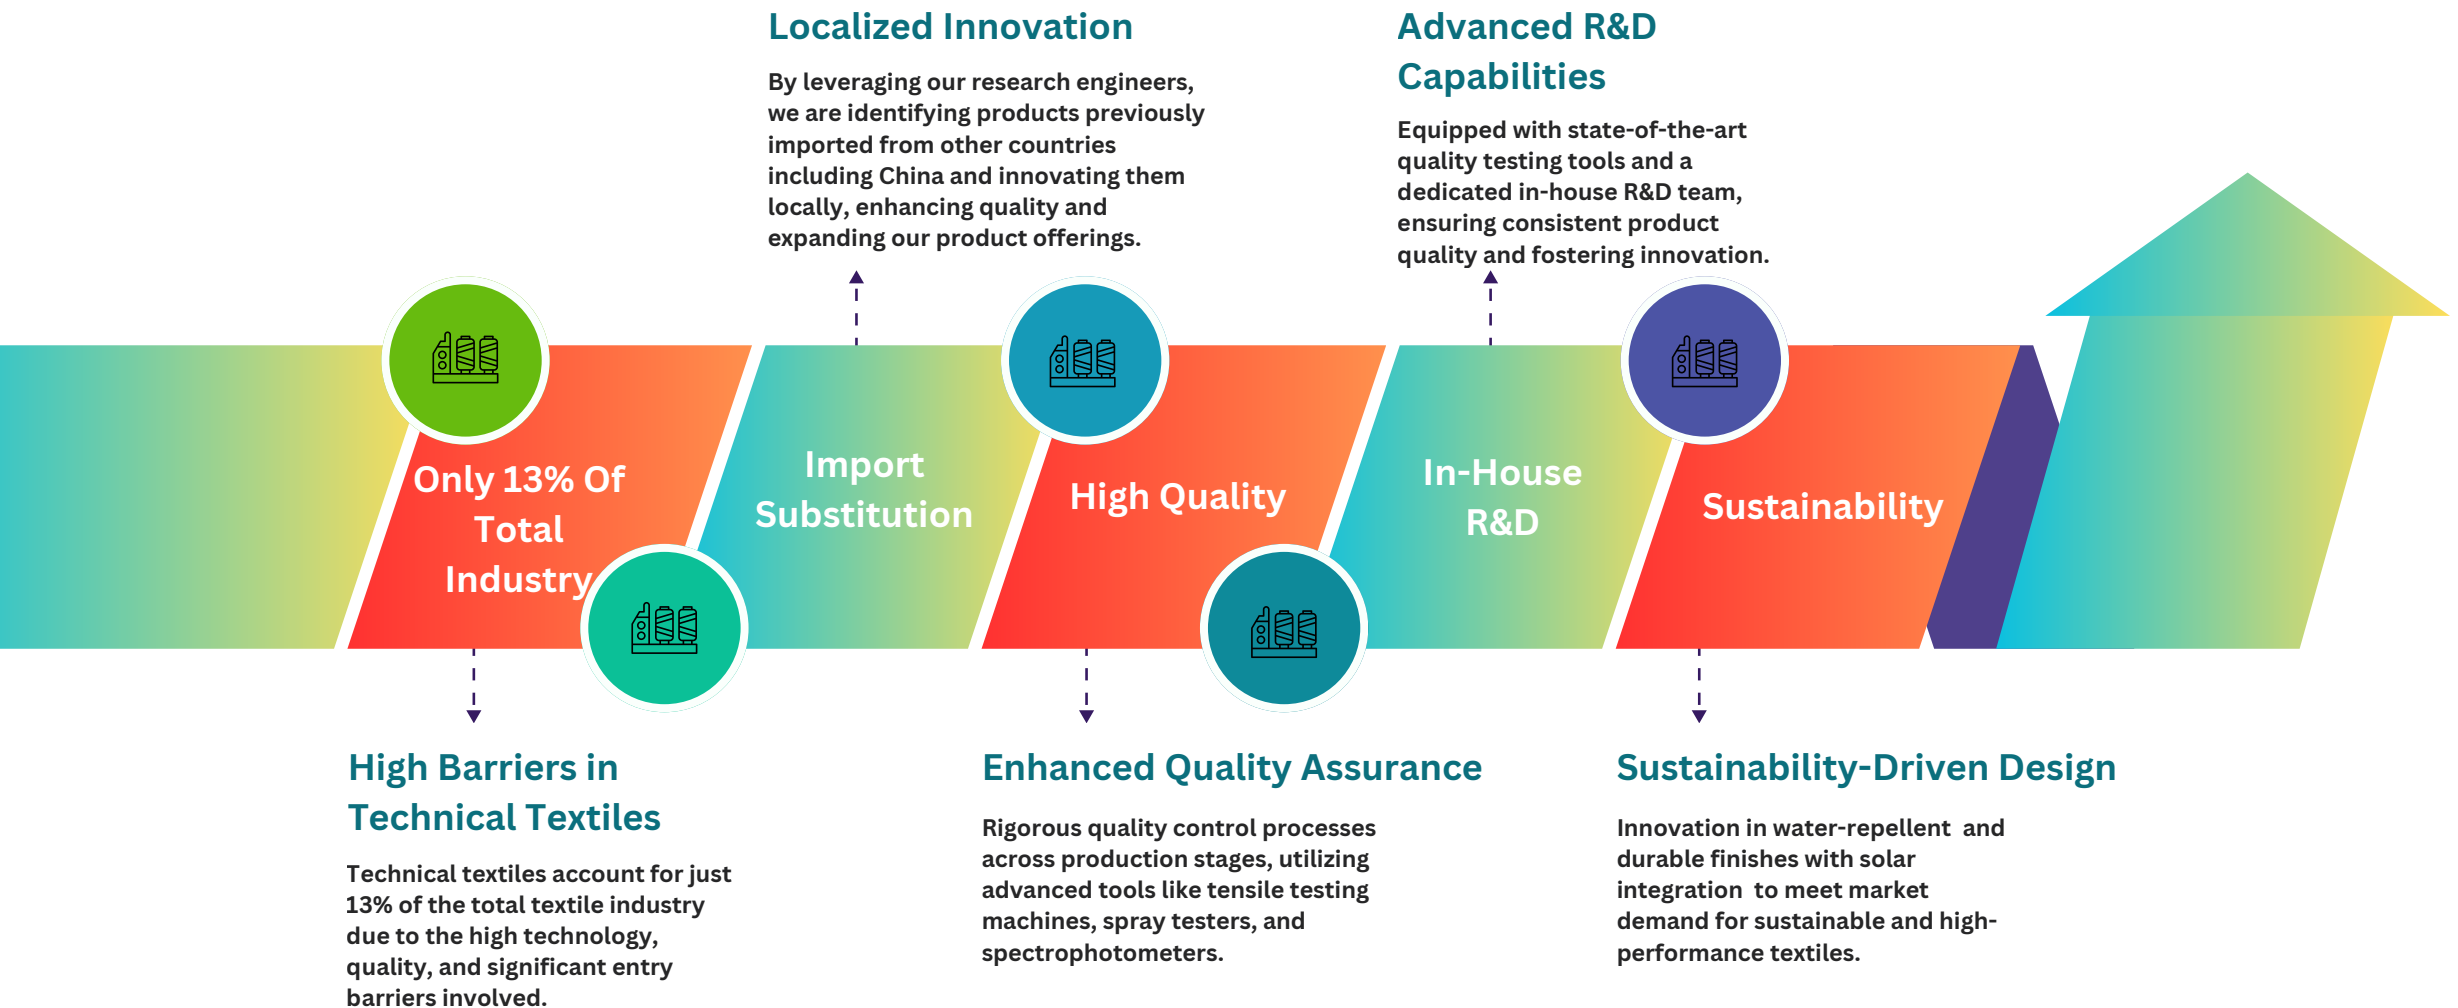 Localized Innovation
By leveraging our research engineers,
we are identifying products previously
imported from other countries
including China and innovating them
locally, enhancing quality and
expanding our product offerings.
Advanced R&D
Capabilities
Equipped with state-of-the-art
quality testing tools and a
dedicated in-house R&D team,
ensuring consistent product
quality and fostering innovation.
Only 13% Of
Total
Industry
Import
Substitution
High Quality
In-House
R&D
Sustainability
High Barriers in
Technical Textiles
Technical textiles account for just
13% of the total textile industry
due to the high technology,
quality, and significant entry
barriers involved.
Enhanced Quality Assurance
Rigorous quality control processes
across production stages, utilizing
advanced tools like tensile testing
machines, spray testers, and
spectrophotometers.
Sustainability-Driven Design
Innovation in water-repellent and
durable finishes with solar
integration to meet market
demand for sustainable and high-
performance textiles.